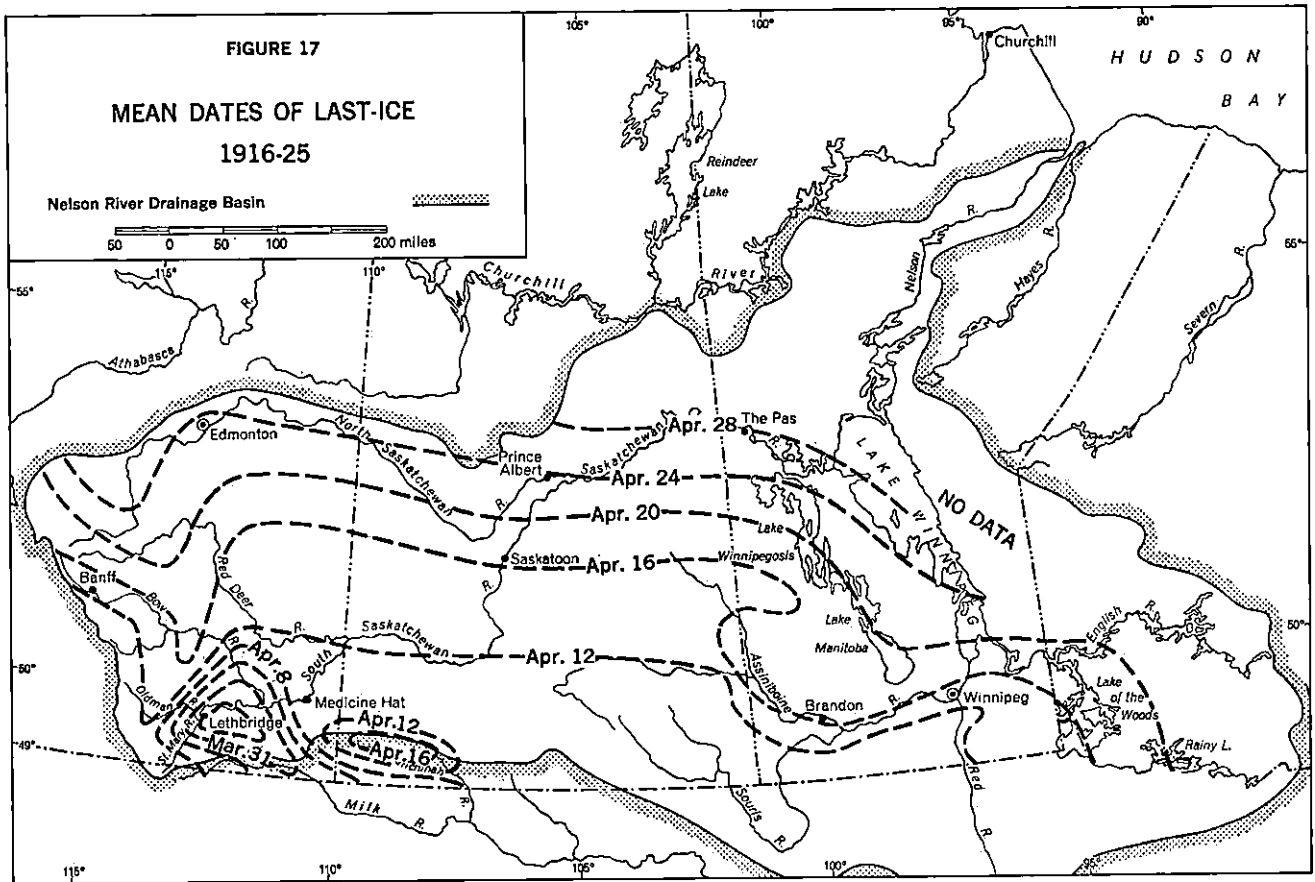 FIGURE 17
MEAN DATES OF LAST-ICE
1916-25
Nelson River Drainage Basin
50 0 50 100 200 miles
105°
100°
95°
90°
Churchill
HUDSON
BAY
Reindeer
Lake
115°
110°
55°
55°
Churchill
River
Nelson
R.
Hayes
R.
Severn
R.
Athabasca
R.
Edmonton
North
Saskatchewan
R.
Prince
Albert
Saskatchewan
R.
Apr. 28
The Pas
Apr. 24
Apr. 20
Apr. 16
LAKE
WINNIPEG
NO DATA
Lake
Winnipegosis
Saskatoon
R.
Banff
Bow
R.
Red Deer
R.
South
Saskatchewan
Apr. 12
Lake
Manitoba
English
R.
50°
50°
Apr. 8
Oldman
R.
Medicine Hat
Lethbridge
St. Mary R.
Mar. 31
Apr. 12
Apr. 16
Assiniboine
R.
Brandon
Winnipeg
Lake
of the
Woods
Rainy L.
49°
Milk
R.
R.
Souris
R.
Red
R.
115°
110°
105°
100°
95°